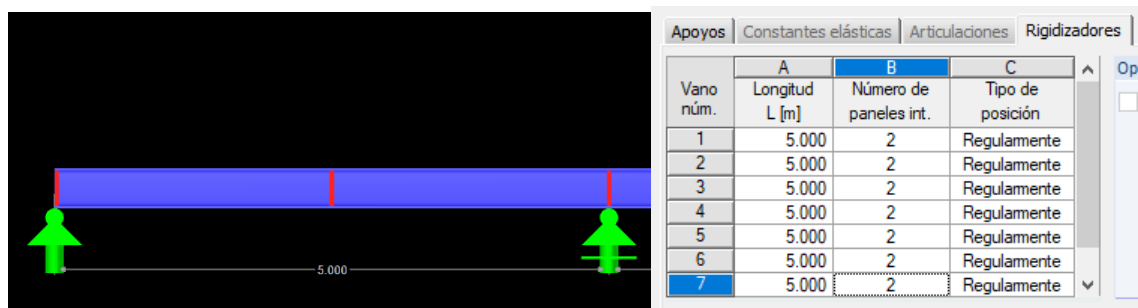 5.000
Apoyos Constantes elásticas Articulaciones Rigidizadores
A B C
Vano núm. Longitud L [m] Número de paneles int. Tipo de posición
Op
1 5.000 2 Regularmente
2 5.000 2 Regularmente
3 5.000 2 Regularmente
4 5.000 2 Regularmente
5 5.000 2 Regularmente
6 5.000 2 Regularmente
7 5.000 2 Regularmente